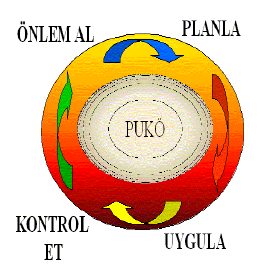 ÖNLEM AL
PLANLA
PUKÖ
KONTROL
ET
UYGULA